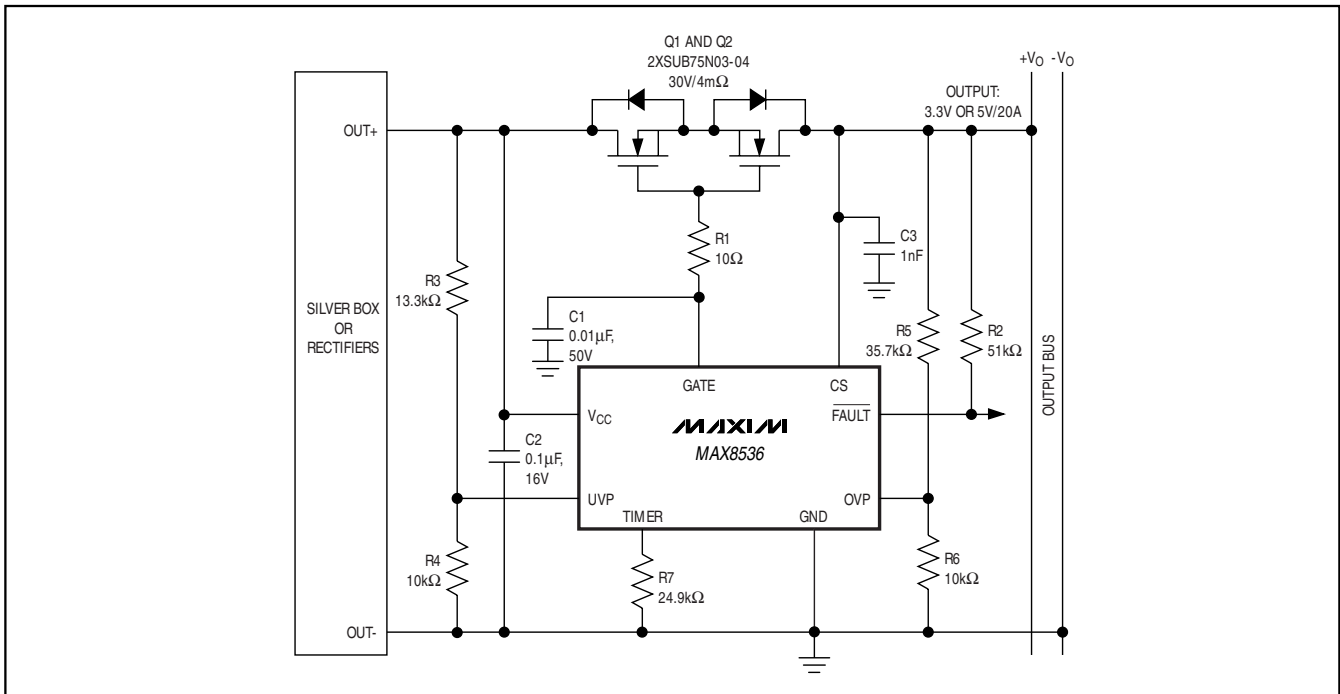 Q1 AND Q2
2XSUB75N03-04
30V/4mΩ
+VO -VO
OUTPUT:
3.3V OR 5V/20A
OUT+
R1
10Ω
C3
1nF
R3
13.3kΩ
SILVER BOX
OR
RECTIFIERS
C1
0.01µF,
50V
R5
35.7kΩ
R2
51kΩ
OUTPUT BUS
GATE
CS
VCC
FAULT
MAXIM
MAX8536
C2
0.1µF,
16V
UVP
OVP
TIMER
GND
R4
10kΩ
R7
24.9kΩ
R6
10kΩ
OUT-